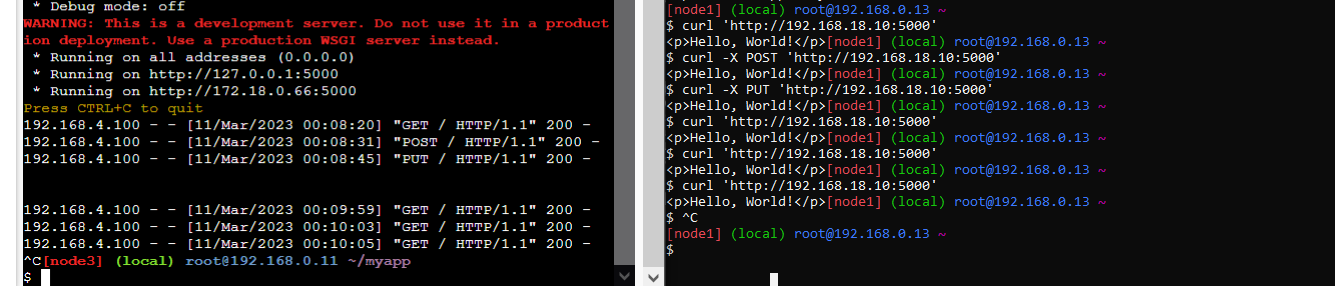 * Debug mode: off
WARNING: This is a development server. Do not use it in a product
ion deployment. Use a production WSGI server instead.
* Running on all addresses (0.0.0.0)
* Running on http://127.0.0.1:5000
* Running on http://172.18.0.66:5000
Press CTRL+C to quit
192.168.4.100 - - [11/Mar/2023 00:08:20] "GET / HTTP/1.1" 200 -
192.168.4.100 - - [11/Mar/2023 00:08:31] "POST / HTTP/1.1" 200 -
192.168.4.100 - - [11/Mar/2023 00:08:45] "PUT / HTTP/1.1" 200 -
192.168.4.100 - - [11/Mar/2023 00:09:59] "GET / HTTP/1.1" 200 -
192.168.4.100 - - [11/Mar/2023 00:10:03] "GET / HTTP/1.1" 200 -
192.168.4.100 - - [11/Mar/2023 00:10:05] "GET / HTTP/1.1" 200 -
^C[node3] (local) root@192.168.0.11 ~/myapp
$
[node1] (local) root@192.168.0.13 ~
$ curl 'http://192.168.18.10:5000'
<p>Hello, World!</p>[node1] (local) root@192.168.0.13 ~
$ curl -X POST 'http://192.168.18.10:5000'
<p>Hello, World!</p>[node1] (local) root@192.168.0.13 ~
$ curl -X PUT 'http://192.168.18.10:5000'
<p>Hello, World!</p>[node1] (local) root@192.168.0.13 ~
$ curl 'http://192.168.18.10:5000'
<p>Hello, World!</p>[node1] (local) root@192.168.0.13 ~
$ curl 'http://192.168.18.10:5000'
<p>Hello, World!</p>[node1] (local) root@192.168.0.13 ~
$ curl 'http://192.168.18.10:5000'
<p>Hello, World!</p>[node1] (local) root@192.168.0.13 ~
$ ^C
[node1] (local) root@192.168.0.13 ~
$